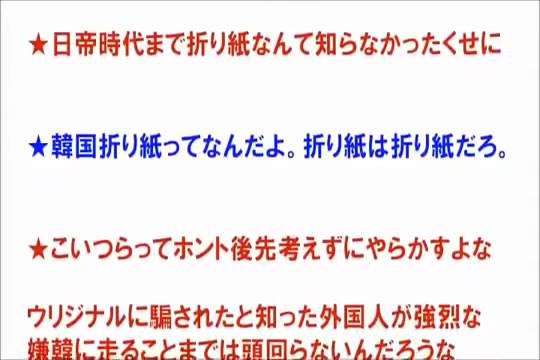 ★日帝時代まで折り紙なんて知らなかったくせに
★韓国折り紙ってなんだよ。折り紙は折り紙だろ。
★こいつらってホント後先考えずにやらかすよな
ウリジナルに騙されたと知った外国人が強烈な
嫌韓に走ることまでは頭回らないんだろうな